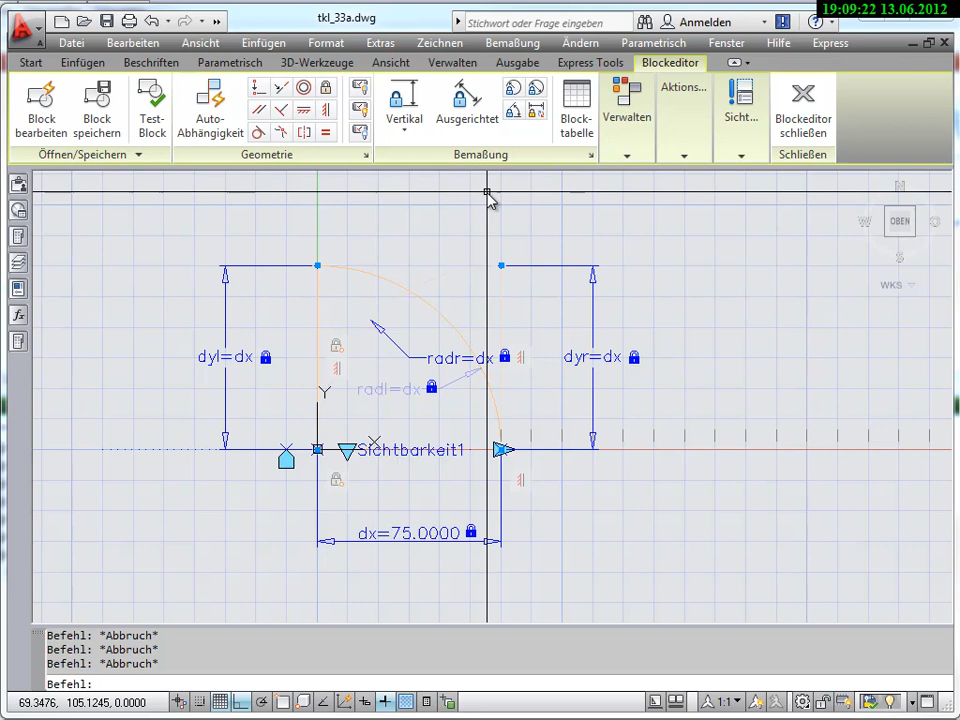 19:09:22 13.06.2012
tkl_33a.dwg
Stichwort oder Frage eingeben
Anmelden
Datei Bearbeiten Ansicht Einfügen Format Extras Zeichnen Bemaßung Ändern Parametrisch Fenster Hilfe Express
Start Einfügen Beschriften Parametrisch 3D-Werkzeuge Ansicht Verwalten Ausgabe Express Tools Blockeditor
Block bearbeiten
Block speichern
Test-Block
Auto-Abhängigkeit
Vertikal
Ausgerichtet
Block-tabelle
Verwalten
Aktions...
Sicht...
Blockeditor schließen
Öffnen/Speichern Geometrie Bemaßung Schließen
N
W OBEN O
S
WKS
dyl=dx
radr=dx
dyr=dx
radl=dx
Y
X
Sichtbarkeit1
dx=75.0000
Befehl: *Abbruch*
Befehl: *Abbruch*
Befehl: *Abbruch*
Befehl:
69.3476, 105.1245, 0.0000
1:1